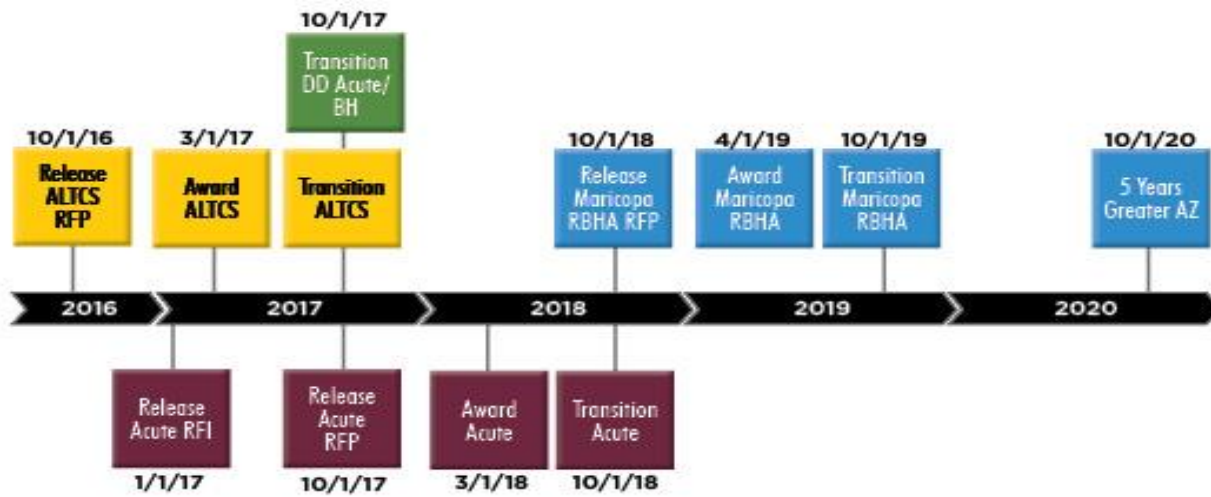 10/1/17
Transition
DD Acute/
BH
10/1/16
Release
ALTCS
RFP
3/1/17
Award
ALTCS
Transition
ALTCS
10/1/18
Release
Maricopa
RBHA RFP
4/1/19
Award
Maricopa
RBHA
10/1/19
Transition
Maricopa
RBHA
10/1/20
5 Years
Greater AZ
2016
2017
2018
2019
2020
Release
Acute RFI
1/1/17
Release
Acute
RFP
10/1/17
Award
Acute
3/1/18
Transition
Acute
10/1/18